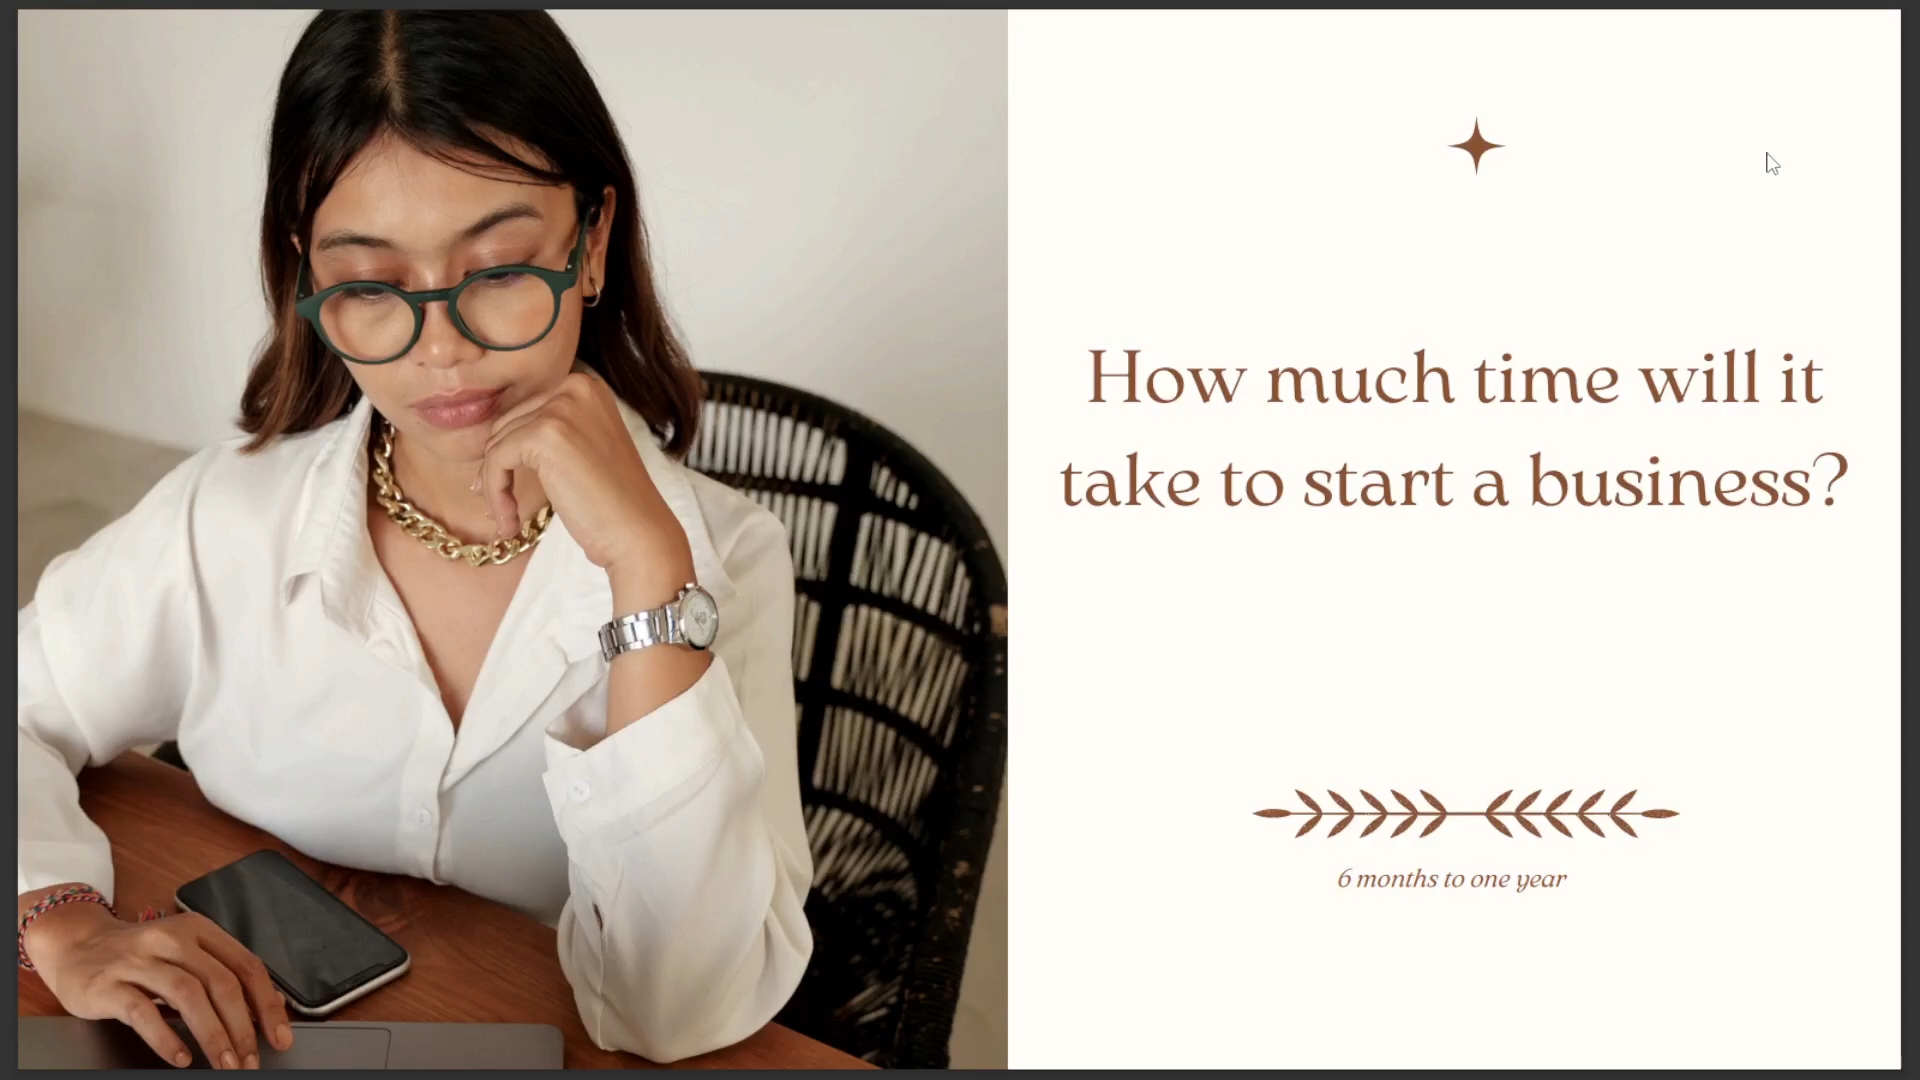 How much time will it
take to start a business?
6 months to one year